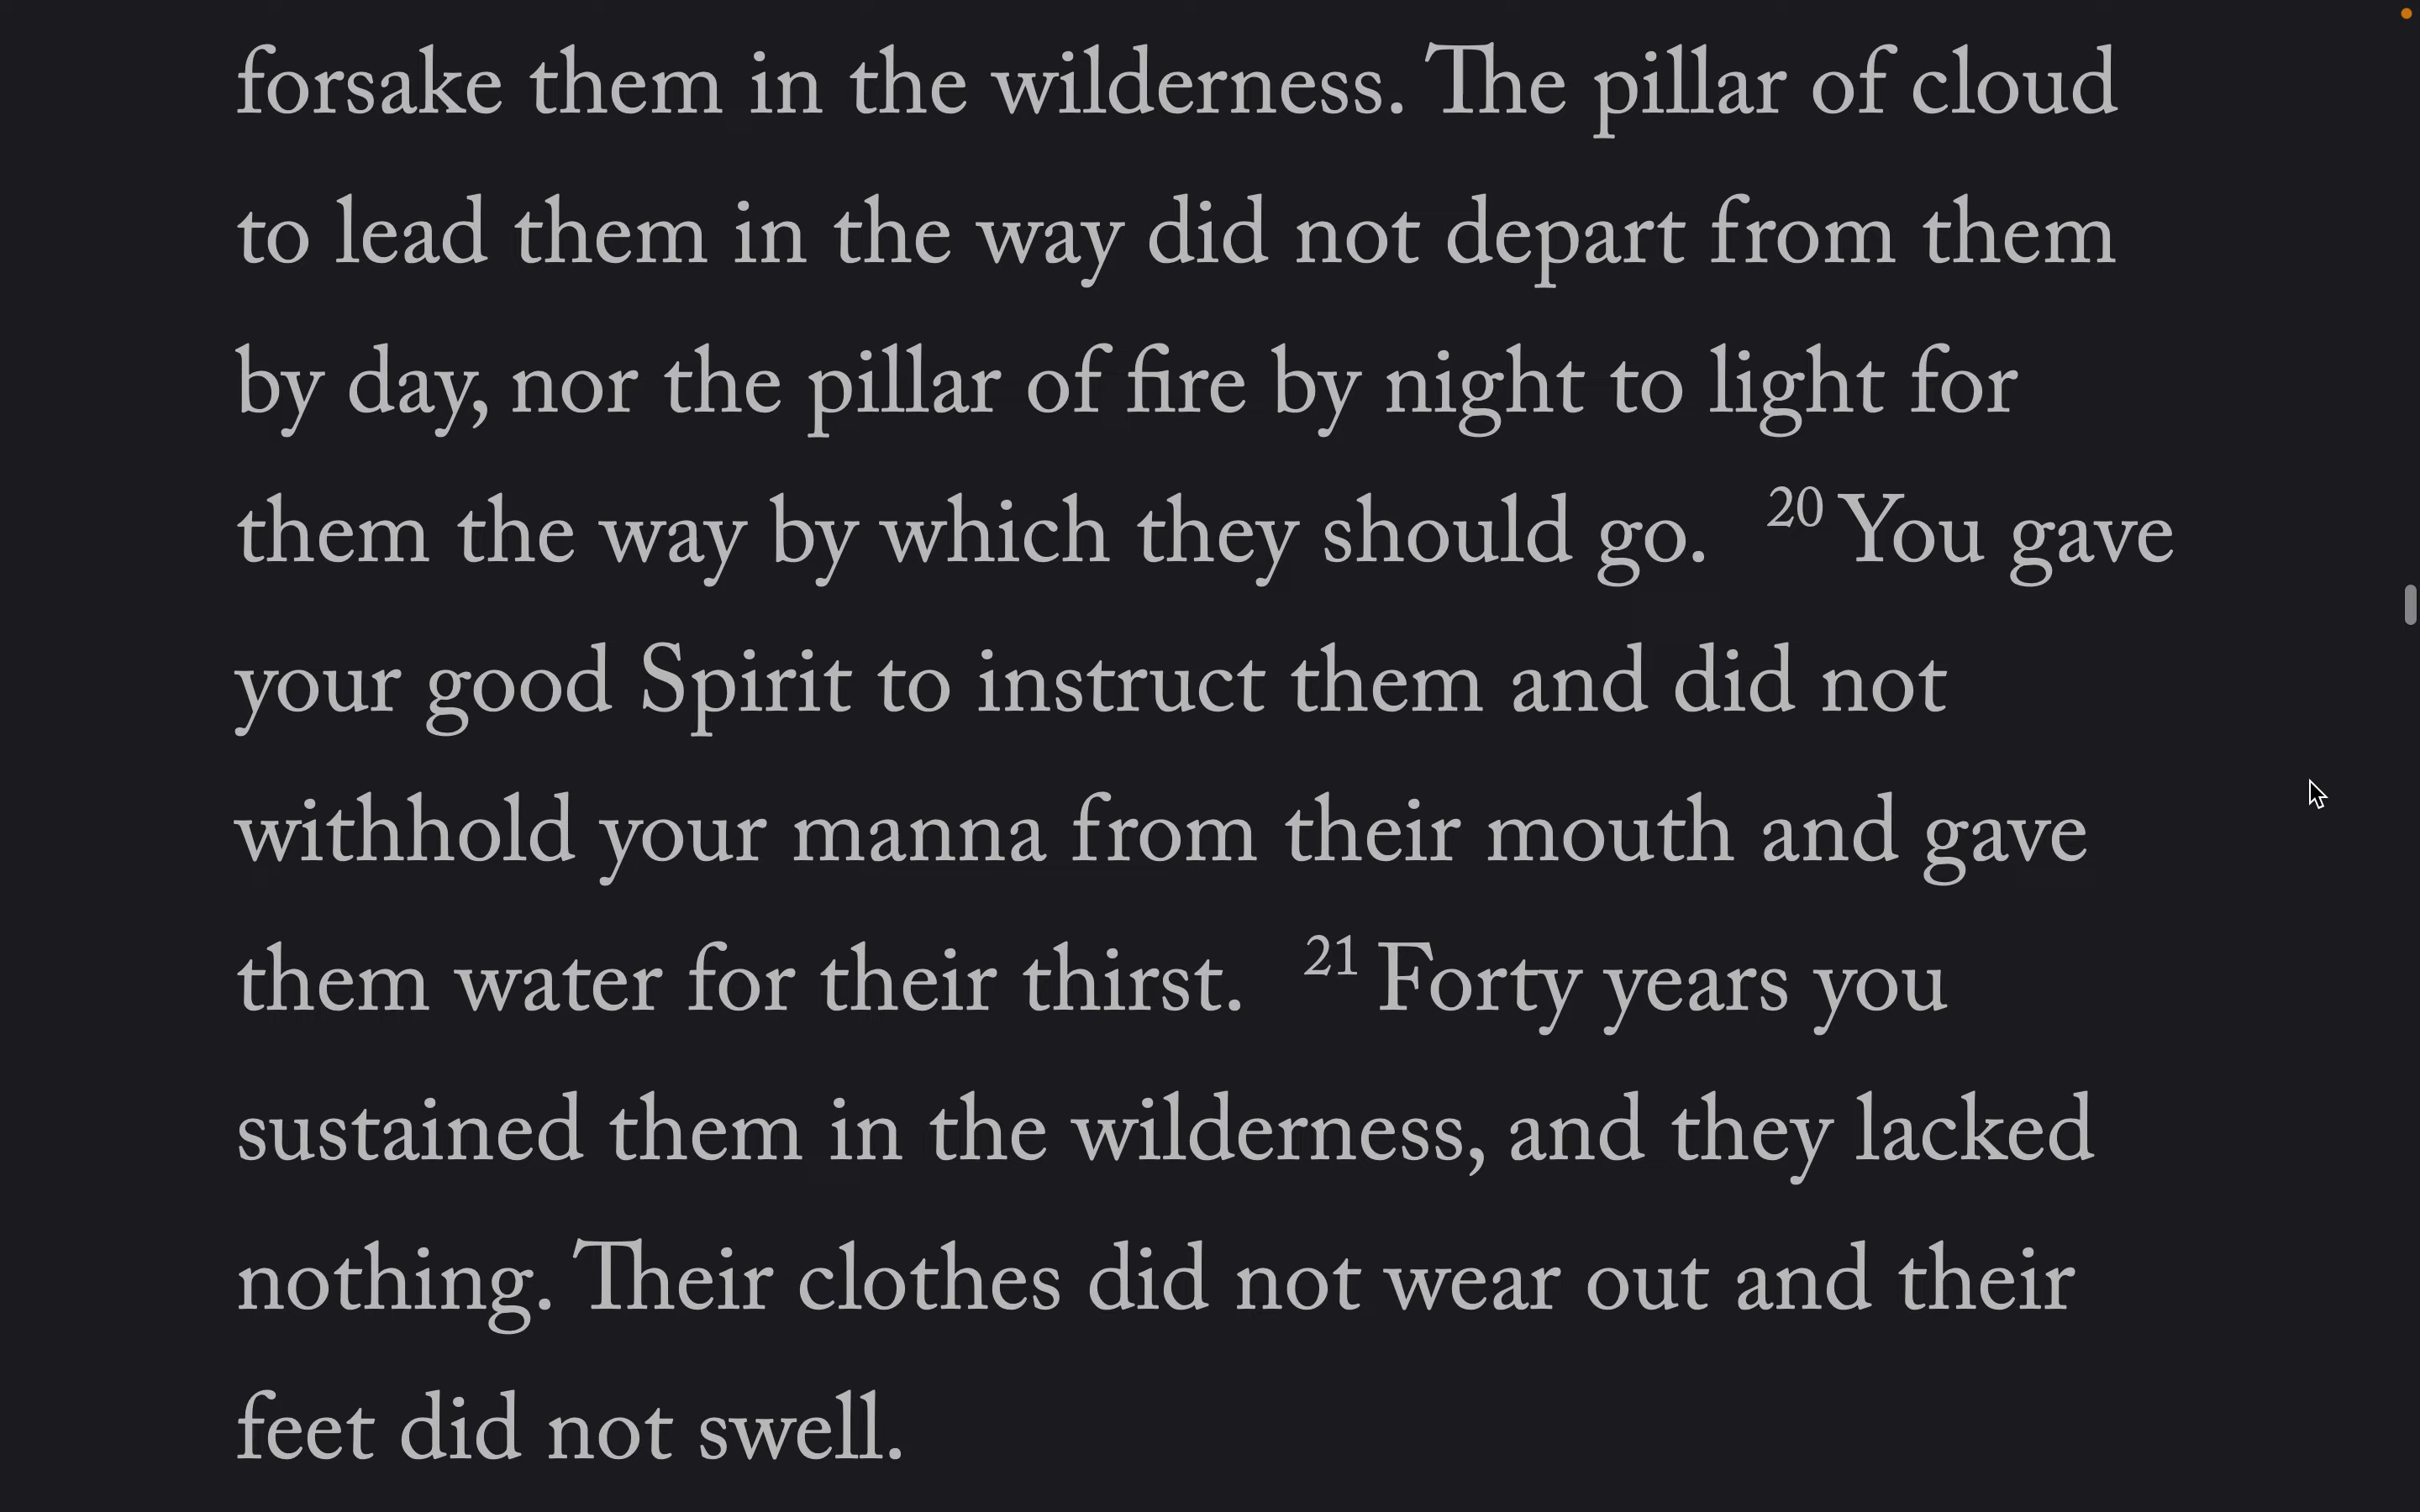 forsake them in the wilderness. The pillar of cloud
to lead them in the way did not depart from them
by day, nor the pillar of fire by night to light for
them the way by which they should go. 20 You gave
your good Spirit to instruct them and did not
withhold your manna from their mouth and gave
them water for their thirst. 21 Forty years you
sustained them in the wilderness, and they lacked
nothing. Their clothes did not wear out and their
feet did not swell.